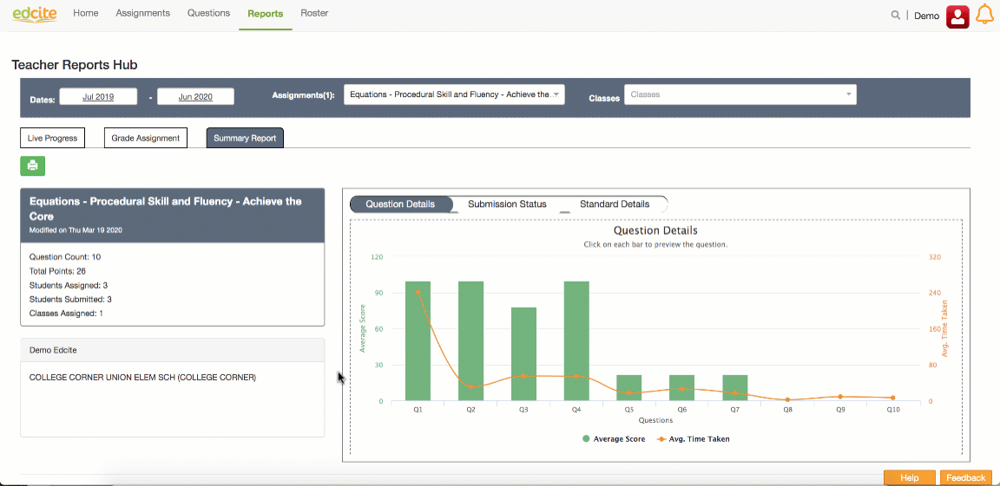 edcite Home Assignments Questions Reports Roster Demo
Teacher Reports Hub
Dates: Jul 2019 - Jun 2020 Assignments(1): Equations - Procedural Skill and Fluency - Achieve the... Classes Classes
Live Progress Grade Assignment Summary Report
Equations - Procedural Skill and Fluency - Achieve the
Core
Modified on Thu Mar 19 2020
Question Count: 10
Total Points: 26
Students Assigned: 3
Students Submitted: 3
Classes Assigned: 1
Demo Edcite
COLLEGE CORNER UNION ELEM SCH (COLLEGE CORNER)
Question Details Submission Status Standard Details
Question Details
Click on each bar to preview the question.
120 320
90 240
60 160
30 80
0 0
Average Score
Avg. Time Taken
Q1 Q2 Q3 Q4 Q5 Q6 Q7 Q8 Q9 Q10
Questions
Average Score Avg. Time Taken
Help Feedback